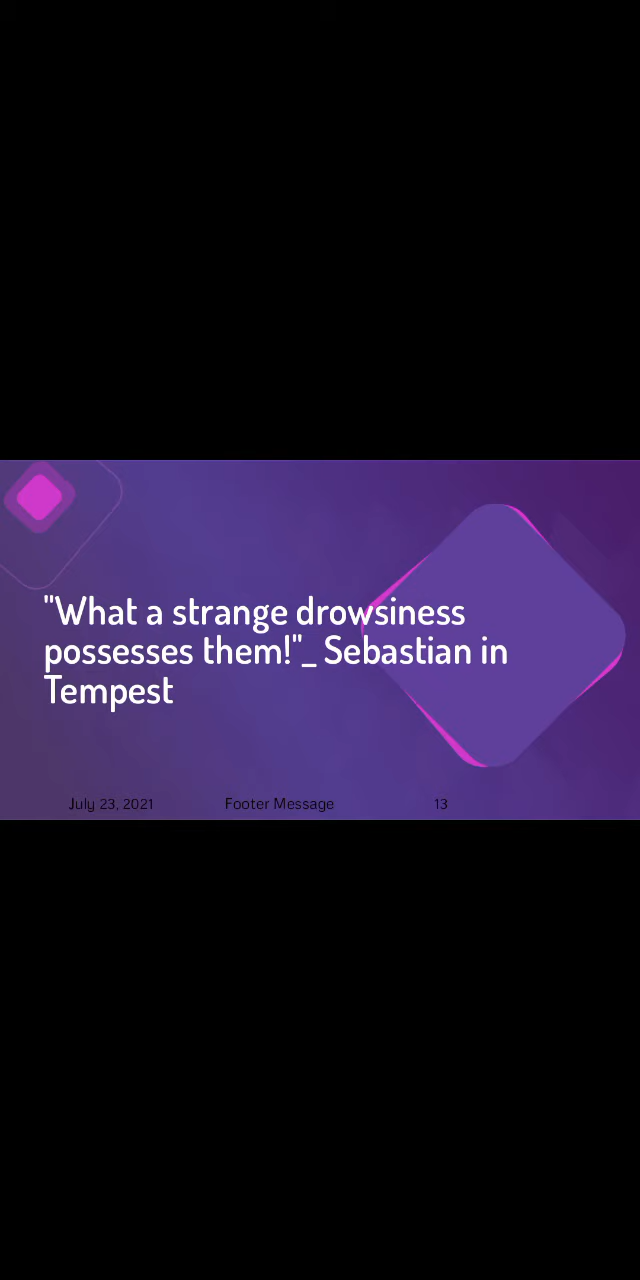 "What a strange drowsiness
possesses them!"_ Sebastian in
Tempest
July 23, 2021 Footer Message 13